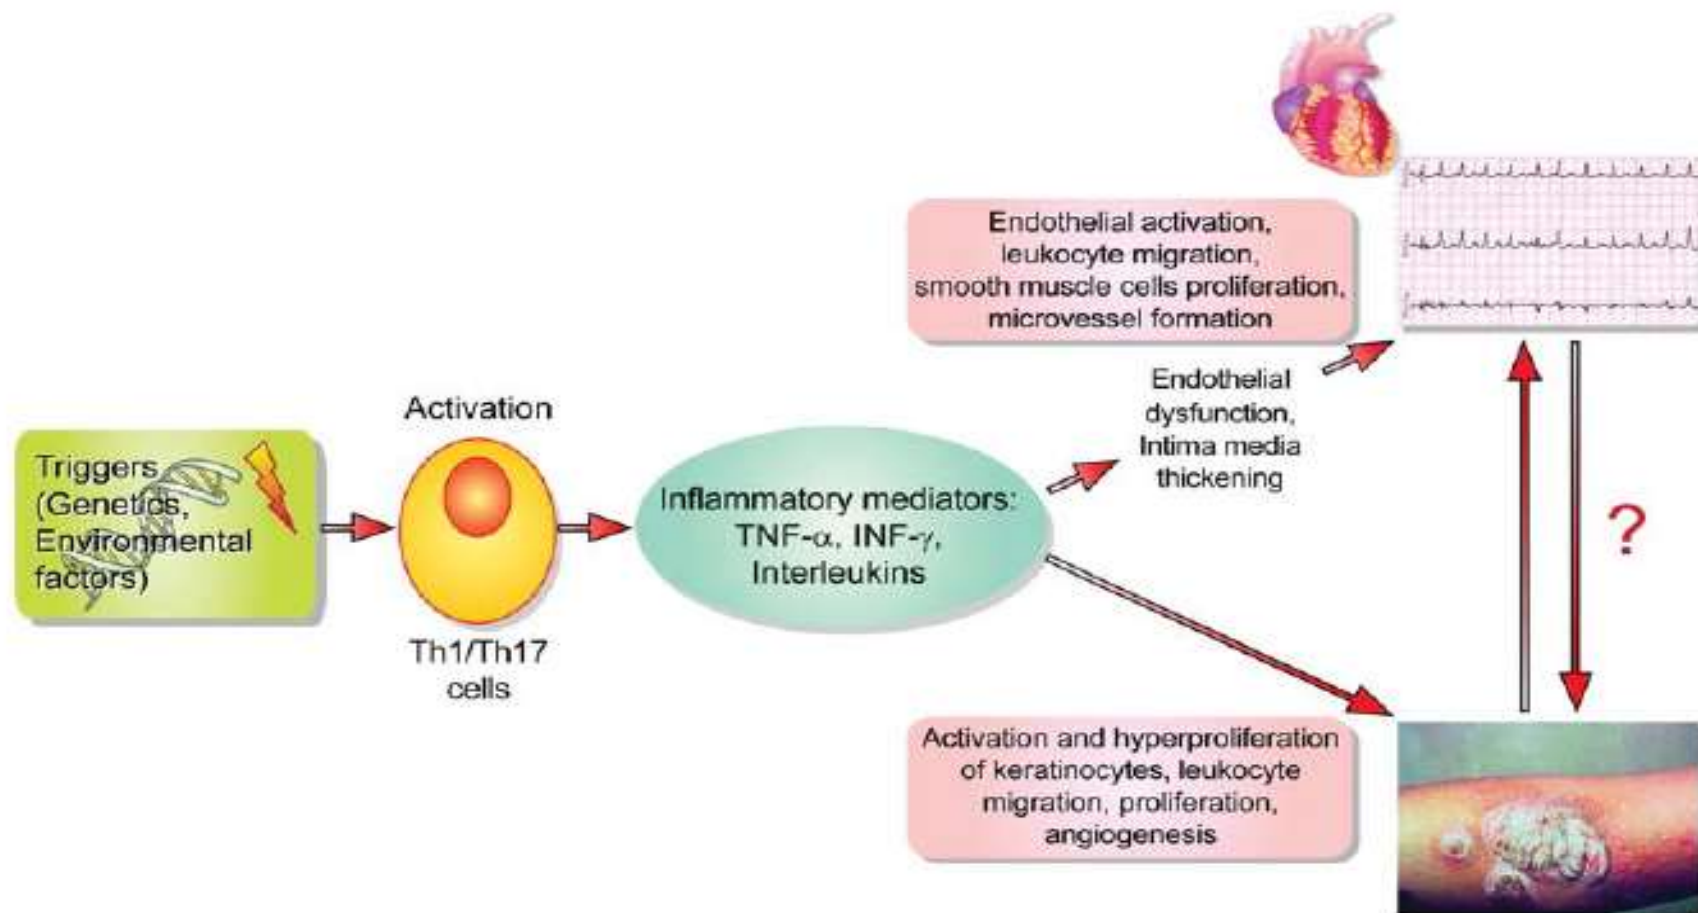 Triggers
(Genetics,
Environmental
factors)
Activation
Th1/Th17
cells
Inflammatory mediators:
TNF-α, INF-γ,
Interleukins
Endothelial activation,
leukocyte migration,
smooth muscle cells proliferation,
microvessel formation
Endothelial
dysfunction,
Intima media
thickening
?
Activation and hyperproliferation
of keratinocytes, leukocyte
migration, proliferation,
angiogenesis